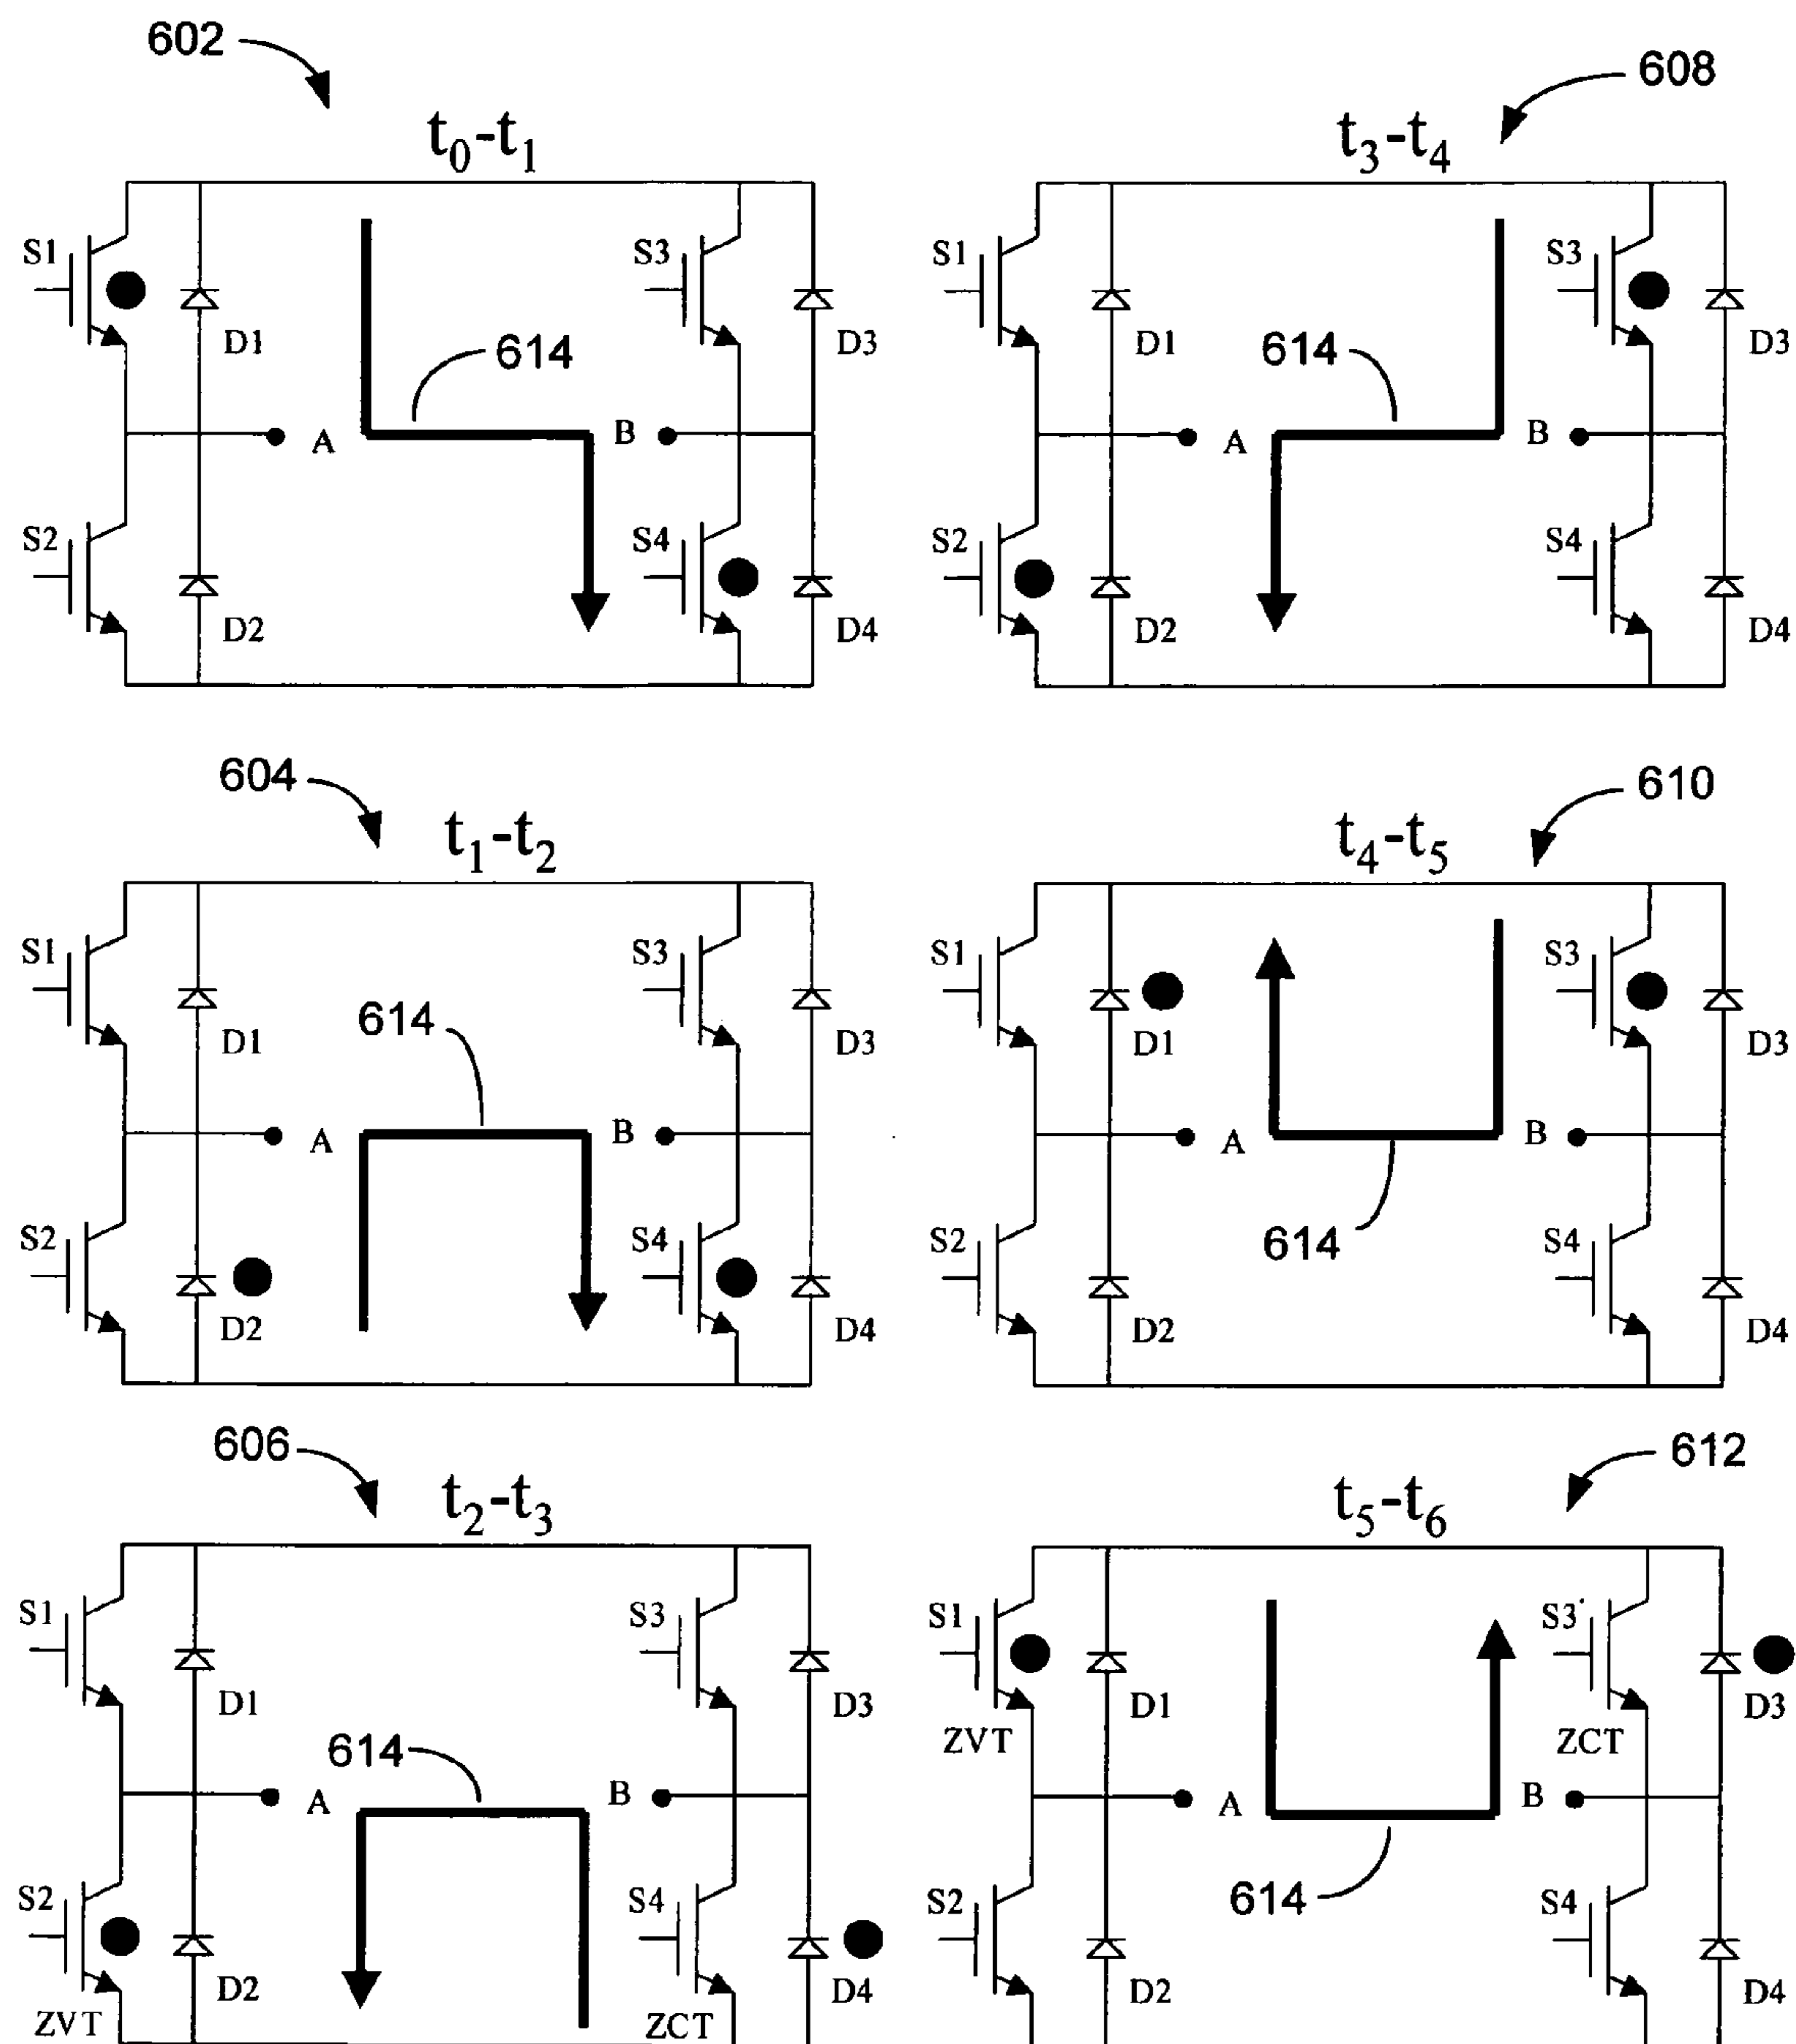 602
t0-t1
S1
D1
S3
D3
614
A
B
S2
D2
S4
D4
608
t3-t4
S1
D1
S3
D3
614
A
B
S2
D2
S4
D4
604
t1-t2
S1
D1
S3
D3
614
A
B
S2
D2
S4
D4
610
t4-t5
S1
D1
S3
D3
A
B
614
S2
D2
S4
D4
606
t2-t3
S1
D1
S3
D3
614
A
B
S2
D2
S4
D4
ZVT
ZCT
612
t5-t6
S1
D1
S3
D3
ZVT
ZCT
A
B
614
S2
D2
S4
D4